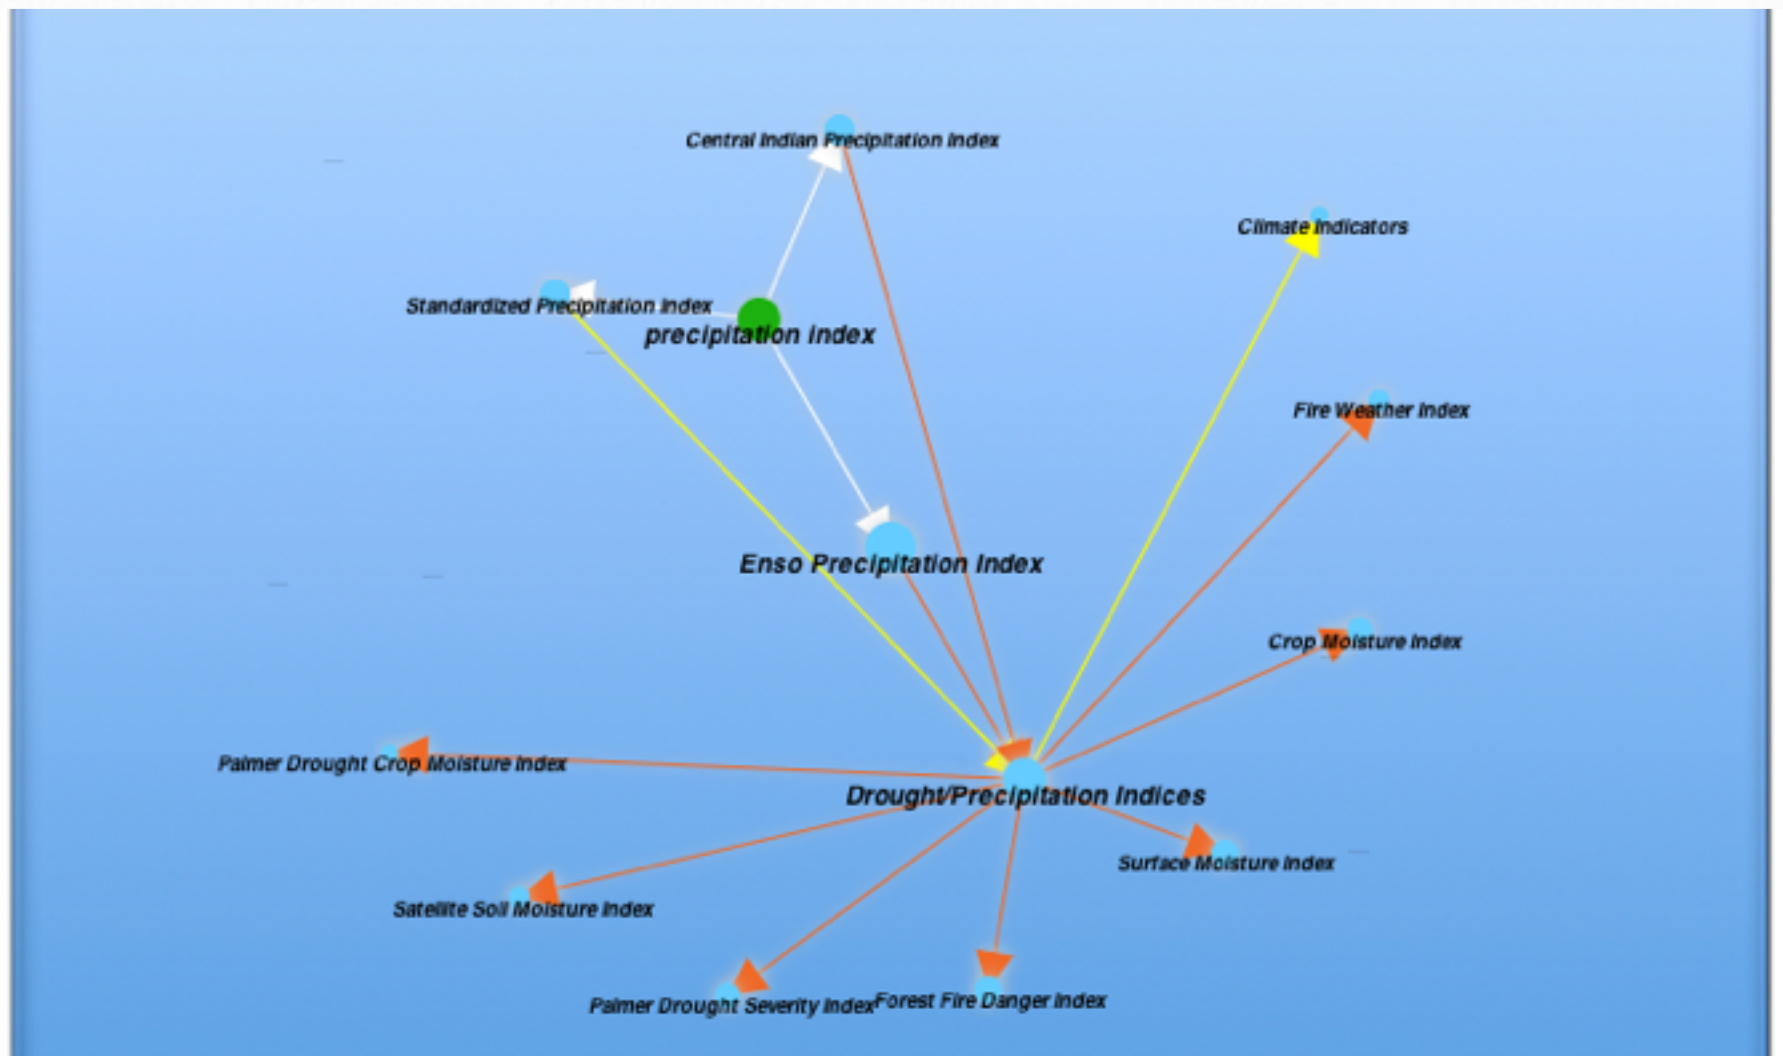 Central Indian Precipitation Index
Climate Indicators
Standardized Precipitation Index
precipitation index
Fire Weather Index
Enso Precipitation Index
Crop Moisture Index
Palmer Drought Crop Moisture Index
Drought/Precipitation Indices
Surface Moisture Index
Satellite Soil Moisture Index
Palmer Drought Severity Index
Forest Fire Danger Index